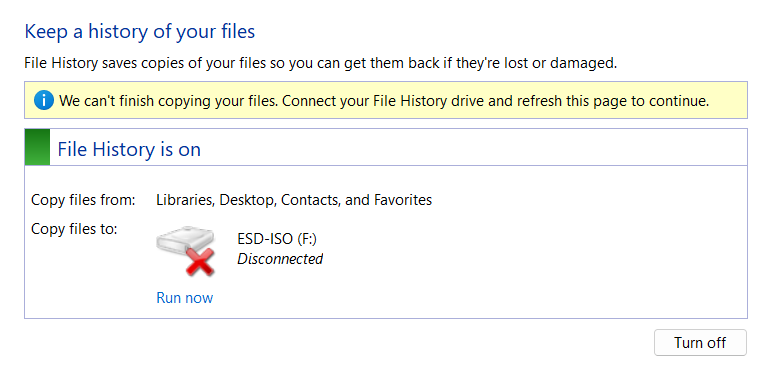 Keep a history of your files
File History saves copies of your files so you can get them back if they're lost or damaged.
We can't finish copying your files. Connect your File History drive and refresh this page to continue.
File History is on
Copy files from: Libraries, Desktop, Contacts, and Favorites
Copy files to:
ESD-ISO (F:)
Disconnected
Run now
Turn off